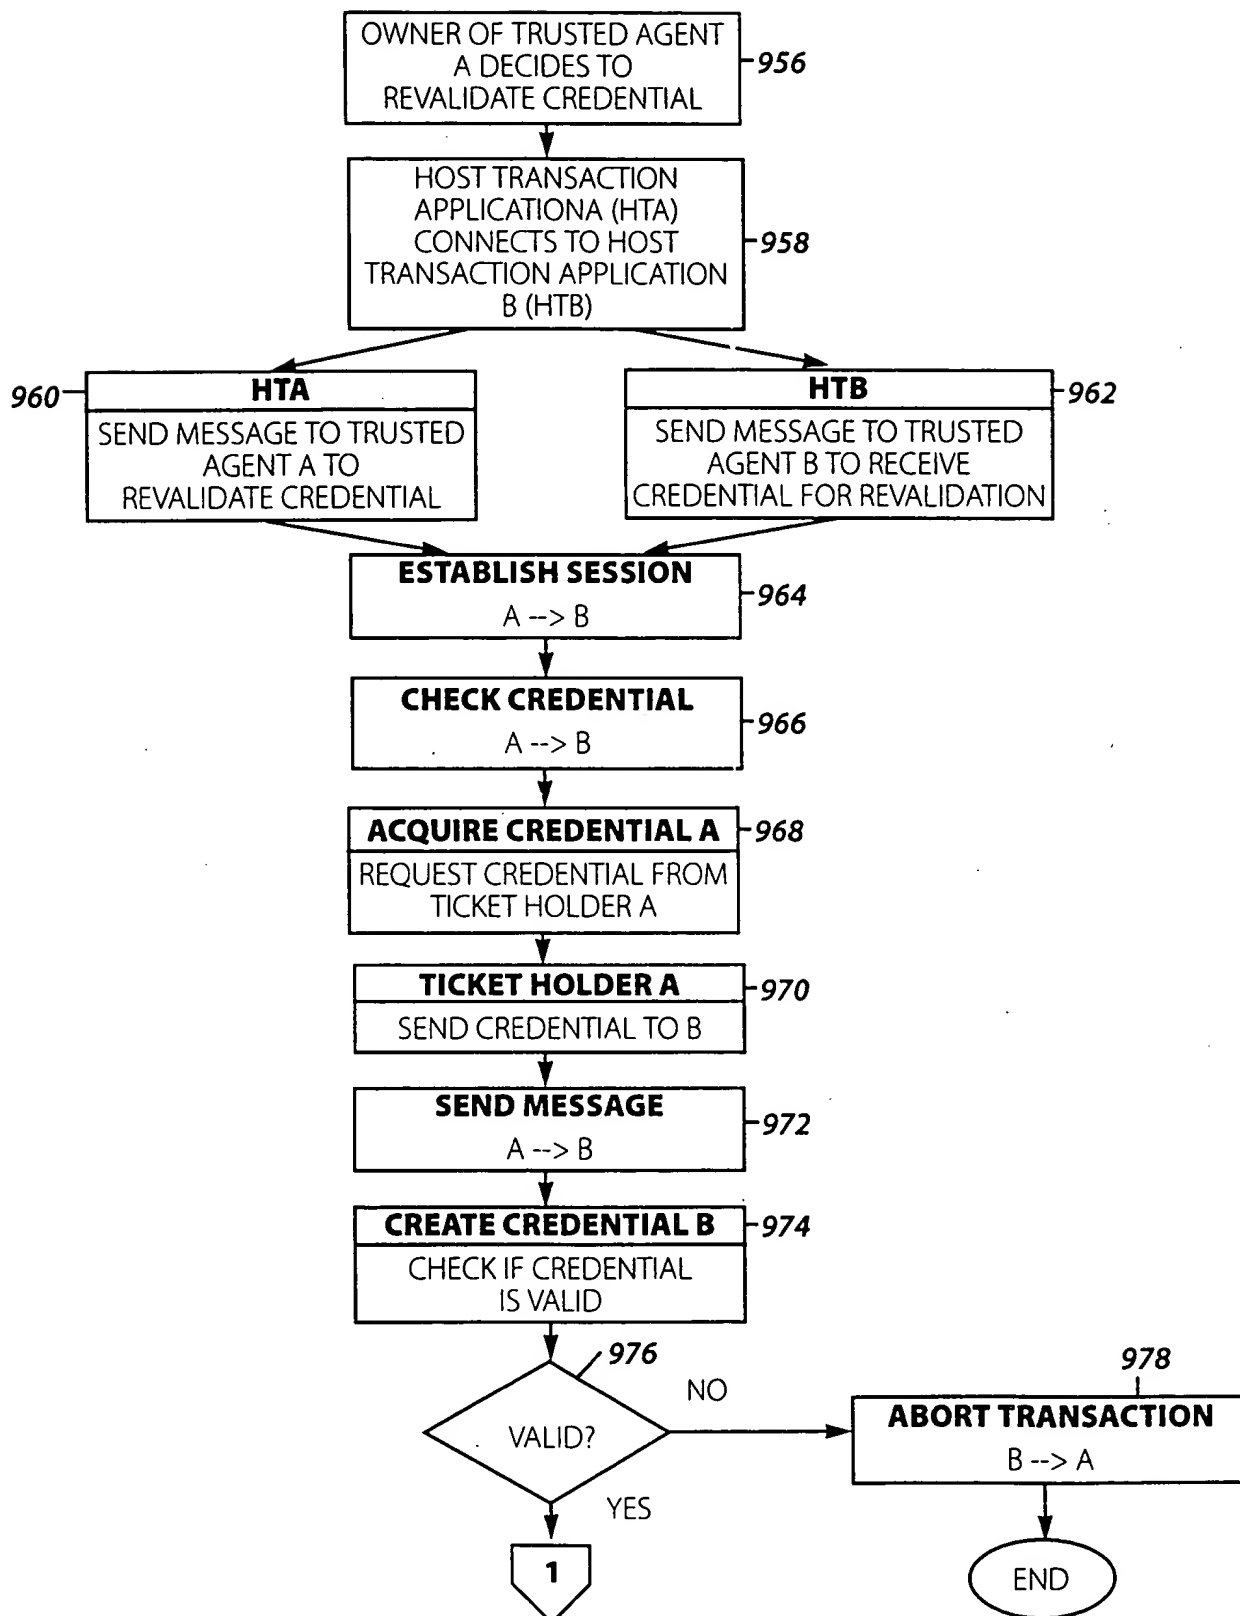 OWNER OF TRUSTED AGENT
A DECIDES TO
REVALIDATE CREDENTIAL
956
HOST TRANSACTION
APPLICATIONA (HTA)
CONNECTS TO HOST
TRANSACTION APPLICATION
B (HTB)
958
960
HTA
SEND MESSAGE TO TRUSTED
AGENT A TO
REVALIDATE CREDENTIAL
HTB
962
SEND MESSAGE TO TRUSTED
AGENT B TO RECEIVE
CREDENTIAL FOR REVALIDATION
ESTABLISH SESSION
964
A --> B
CHECK CREDENTIAL
966
A --> B
ACQUIRE CREDENTIAL A
968
REQUEST CREDENTIAL FROM
TICKET HOLDER A
TICKET HOLDER A
970
SEND CREDENTIAL TO B
SEND MESSAGE
972
A --> B
CREATE CREDENTIAL B
974
CHECK IF CREDENTIAL
IS VALID
976
VALID?
NO
978
ABORT TRANSACTION
B --> A
YES
1
END